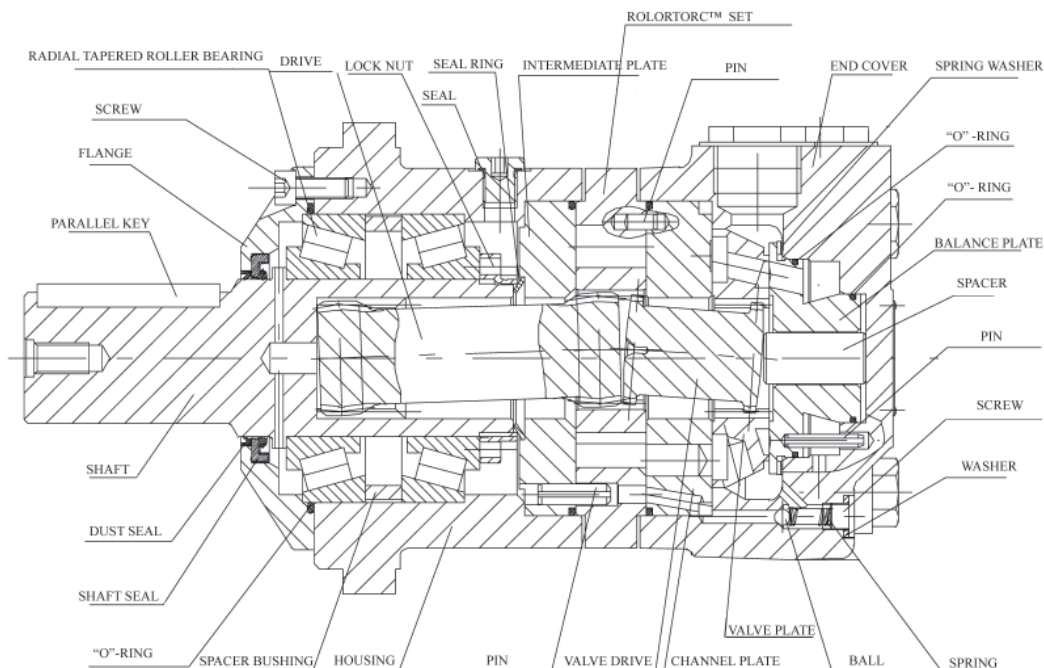 ROLORTORC™ SET
RADIAL TAPERED ROLLER BEARING
DRIVE
LOCK NUT
SEAL RING
INTERMEDIATE PLATE
PIN
END COVER
SPRING WASHER
SEAL
SCREW
"O" -RING
FLANGE
"O"- RING
PARALLEL KEY
BALANCE PLATE
SPACER
PIN
SCREW
SHAFT
WASHER
DUST SEAL
SHAFT SEAL
VALVE PLATE
"O"-RING
SPACER BUSHING
HOUSING
PIN
VALVE DRIVE
CHANNEL PLATE
BALL
SPRING